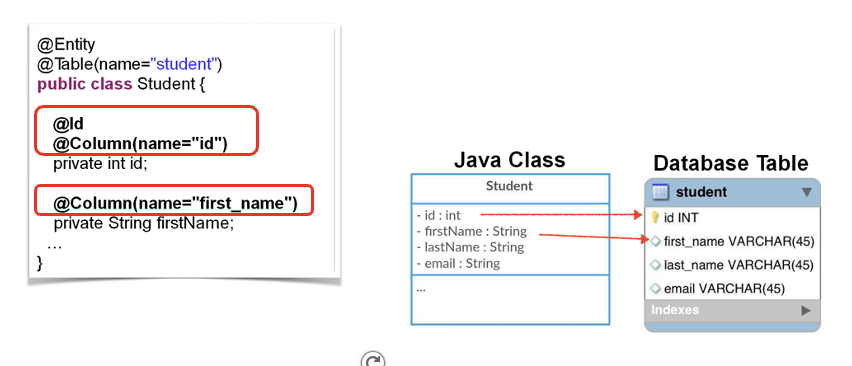 @Entity
@Table(name="student")
public class Student {
@Id
@Column(name="id")
private int id;
@Column(name="first_name")
private String firstName;
...
}
Java Class
Student
- id : int
- firstName : String
- lastName : String
- email : String
...
Database Table
student
id INT
first_name VARCHAR(45)
last_name VARCHAR(45)
email VARCHAR(45)
Indexes